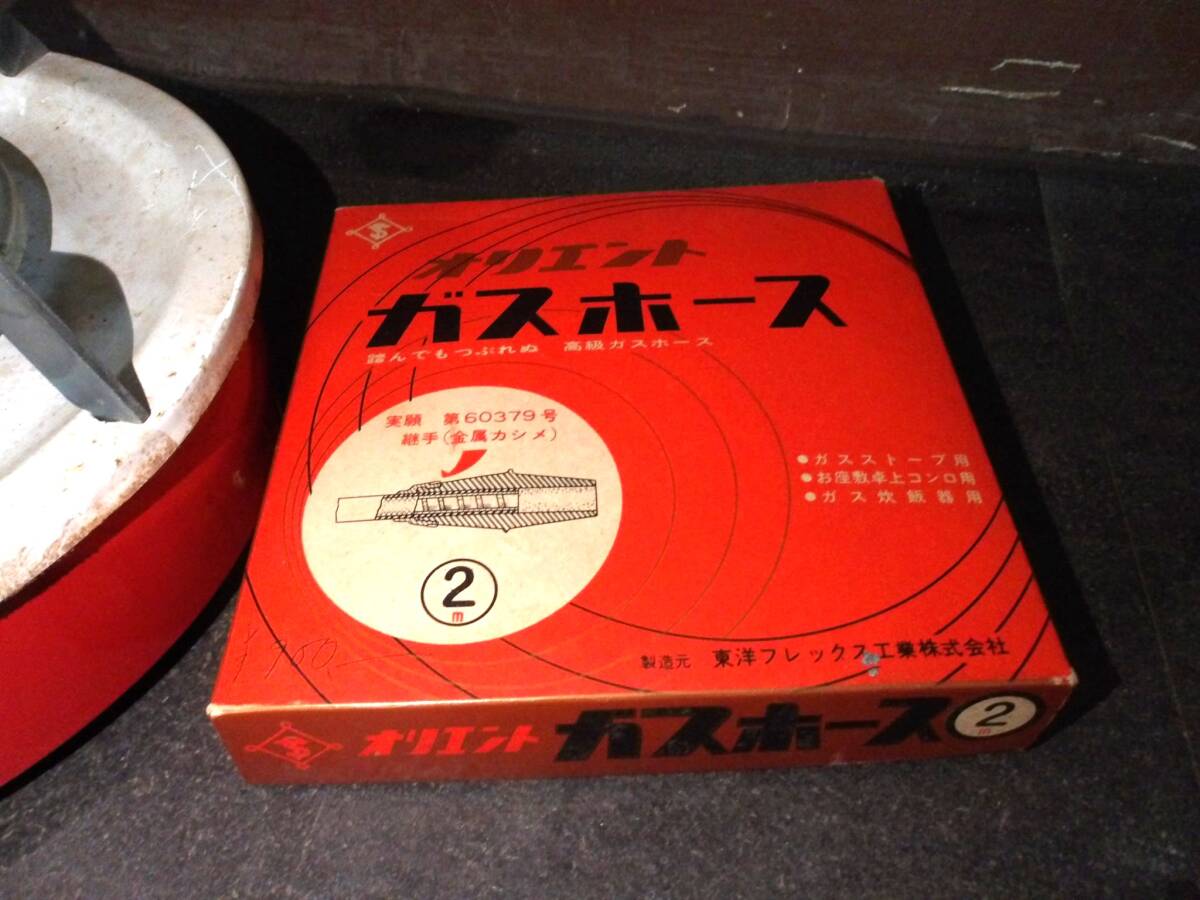 オリエント
ガスホース
踏んでもつぶれぬ 高級ガスホース
実願 第60379号
継手(金属カシメ)
2
m
●ガスストーブ用
●お座敷卓上コンロ用
●ガス炊飯器用
製造元 東洋フレックス工業株式会社
オリエント ガスホース 2
m